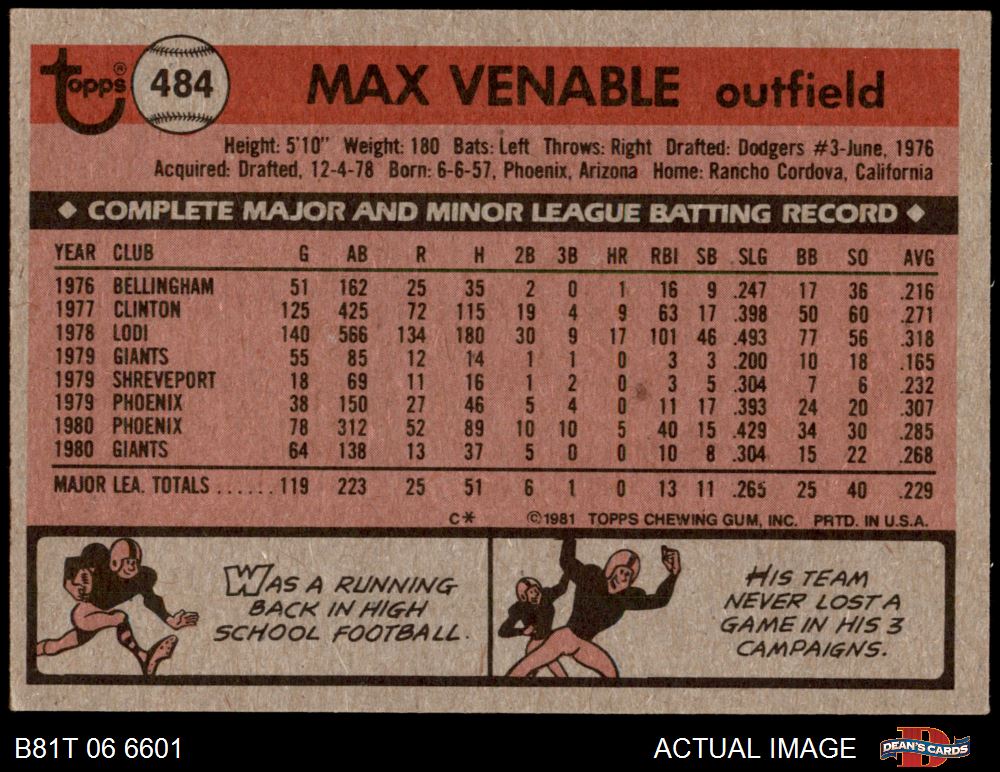 Topps® 484 MAX VENABLE outfield
Height: 5'10" Weight: 180 Bats: Left Throws: Right Drafted: Dodgers #3-June, 1976
Acquired: Drafted, 12-4-78 Born: 6-6-57, Phoenix, Arizona Home: Rancho Cordova, California
◆ COMPLETE MAJOR AND MINOR LEAGUE BATTING RECORD ◆
YEAR CLUB G AB R H 2B 3B HR RBI SB SLG BB SO AVG
1976 BELLINGHAM 51 162 25 35 2 0 1 16 9 .247 17 36 .216
1977 CLINTON 125 425 72 115 19 4 9 63 17 .398 50 60 .271
1978 LODI 140 566 134 180 30 9 17 101 46 .493 77 56 .318
1979 GIANTS 55 85 12 14 1 1 0 3 3 .200 10 18 .165
1979 SHREVEPORT 18 69 11 16 1 2 0 3 5 .304 7 6 .232
1979 PHOENIX 38 150 27 46 5 4 0 11 17 .393 24 20 .307
1980 PHOENIX 78 312 52 89 10 10 5 40 15 .429 34 30 .285
1980 GIANTS 64 138 13 37 5 0 0 10 8 .304 15 22 .268
MAJOR LEA. TOTALS ......119 223 25 51 6 1 0 13 11 .265 25 40 .229
C* ©1981 TOPPS CHEWING GUM, INC. PRTD. IN U.S.A.
WAS A RUNNING
BACK IN HIGH
SCHOOL FOOTBALL.
HIS TEAM
NEVER LOST A
GAME IN HIS 3
CAMPAIGNS.
B81T 06 6601 ACTUAL IMAGE DEAN'S CARDS